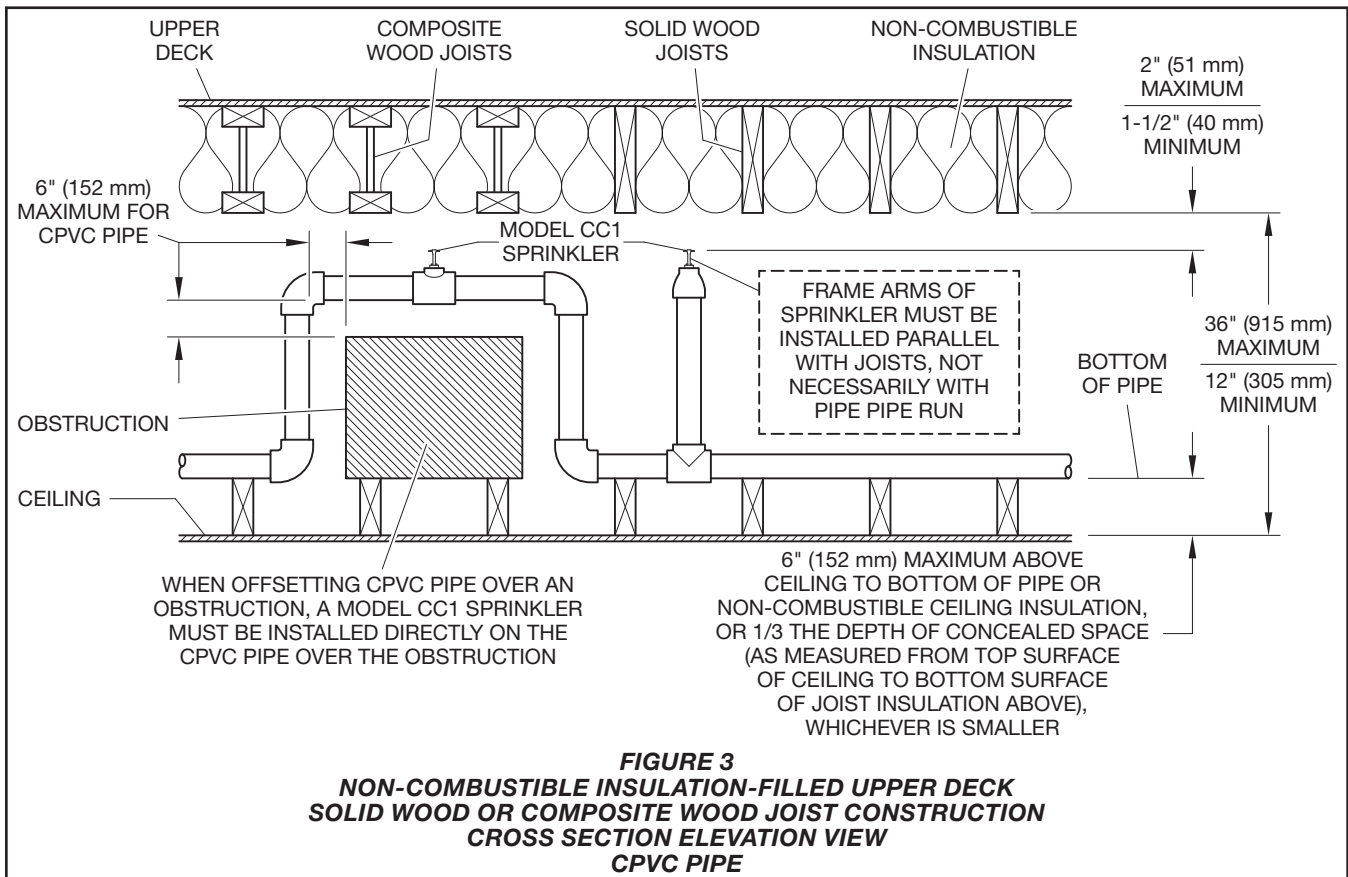 UPPER
DECK
COMPOSITE
WOOD JOISTS
SOLID WOOD
JOISTS
NON-COMBUSTIBLE
INSULATION
2" (51 mm)
MAXIMUM
1-1/2" (40 mm)
MINIMUM
6" (152 mm)
MAXIMUM FOR
CPVC PIPE
MODEL CC1
SPRINKLER
FRAME ARMS OF
SPRINKLER MUST BE
INSTALLED PARALLEL
WITH JOISTS, NOT
NECESSARILY WITH
PIPE PIPE RUN
36" (915 mm)
MAXIMUM
12" (305 mm)
MINIMUM
BOTTOM
OF PIPE
OBSTRUCTION
CEILING
WHEN OFFSETTING CPVC PIPE OVER AN
OBSTRUCTION, A MODEL CC1 SPRINKLER
MUST BE INSTALLED DIRECTLY ON THE
CPVC PIPE OVER THE OBSTRUCTION
6" (152 mm) MAXIMUM ABOVE
CEILING TO BOTTOM OF PIPE OR
NON-COMBUSTIBLE CEILING INSULATION,
OR 1/3 THE DEPTH OF CONCEALED SPACE
(AS MEASURED FROM TOP SURFACE
OF CEILING TO BOTTOM SURFACE
OF JOIST INSULATION ABOVE),
WHICHEVER IS SMALLER
FIGURE 3
NON-COMBUSTIBLE INSULATION-FILLED UPPER DECK
SOLID WOOD OR COMPOSITE WOOD JOIST CONSTRUCTION
CROSS SECTION ELEVATION VIEW
CPVC PIPE